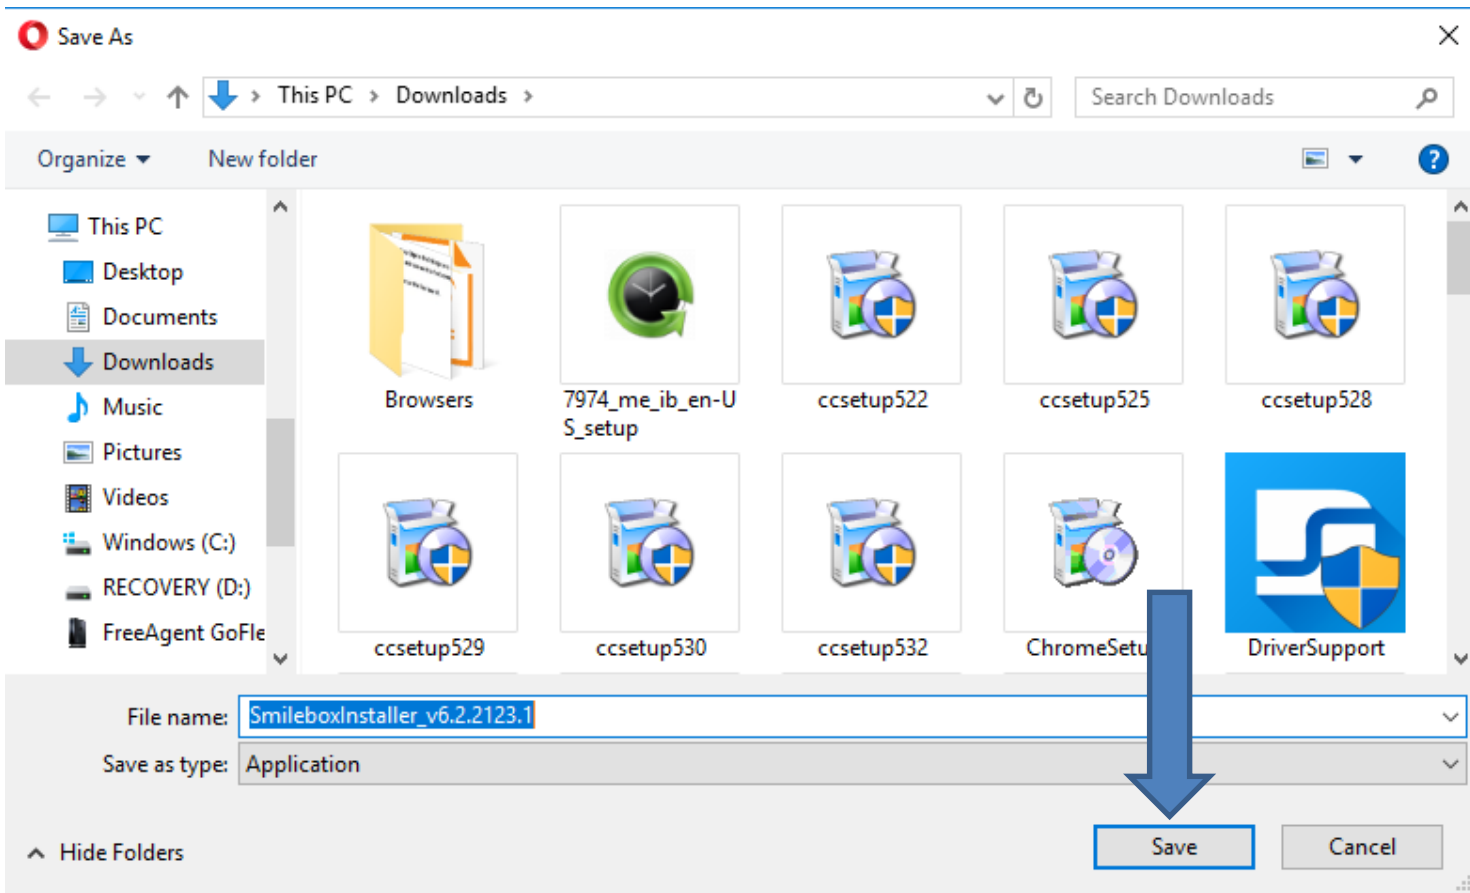 Save As
This PC > Downloads >
Search Downloads
Organize
New folder
?
This PC
Desktop
Documents
Downloads
Music
Pictures
Videos
Windows (C:)
RECOVERY (D:)
FreeAgent GoFle
Browsers
7974_me_ib_en-U
S_setup
ccsetup522
ccsetup525
ccsetup528
ccsetup529
ccsetup530
ccsetup532
ChromeSetu
DriverSupport
File name: SmileboxInstaller_v6.2.2123.1
Save as type: Application
Hide Folders
Save
Cancel